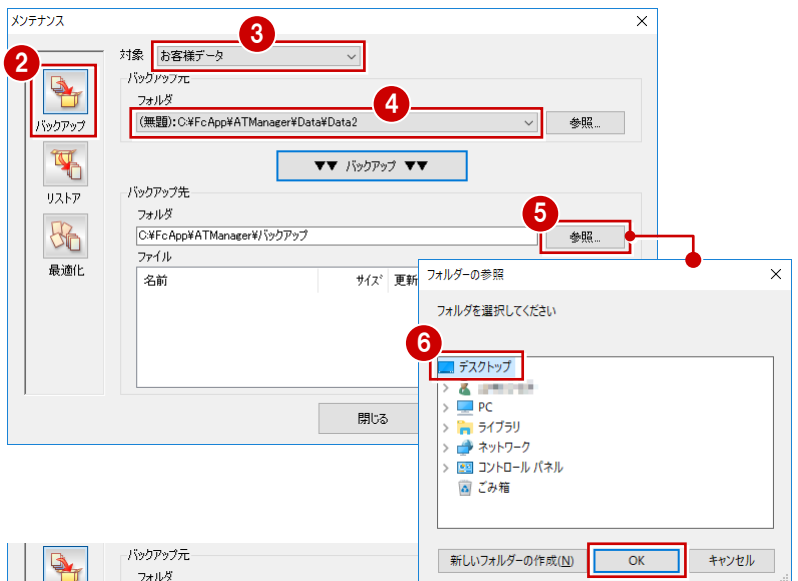 メンテナンス
3
2
対象
お客様データ
バックアップ元
フォルダ
4
(無題):C:¥FcApp¥ATManager¥Data¥Data2
参照...
バックアップ
▼▼ バックアップ ▼▼
リストア
バックアップ先
フォルダ
5
C:¥FcApp¥ATManager¥バックアップ
参照...
ファイル
最適化
名前
サイズ
更新
閉じる
フォルダーの参照
フォルダを選択してください
6
デスクトップ
PC
ライブラリ
ネットワーク
コントロール パネル
ごみ箱
新しいフォルダーの作成(N)
OK
キャンセル
バックアップ元
フォルダ